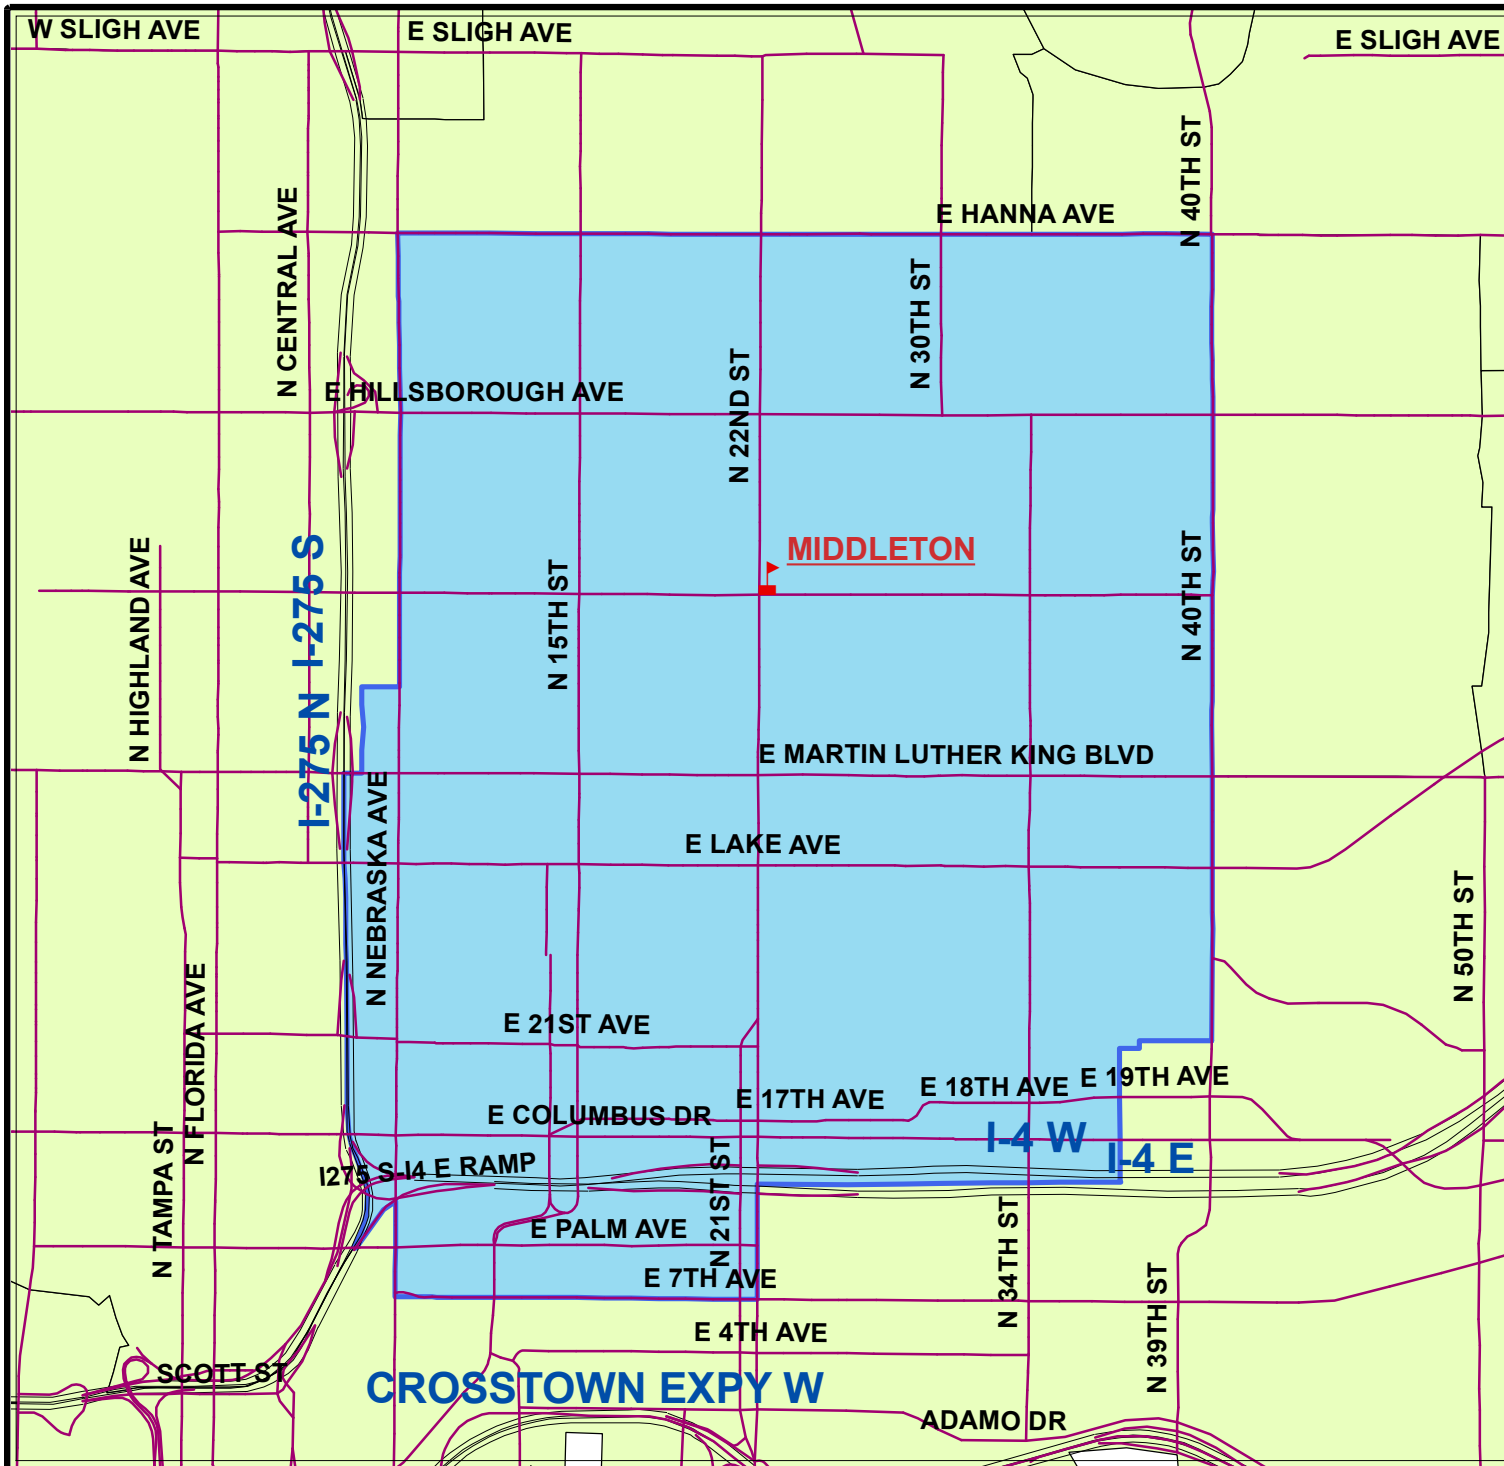 W SLIGH AVE
E SLIGH AVE
E SLIGH AVE
N 40TH ST
E HANNA AVE
N CENTRAL AVE
N 30TH ST
N 22ND ST
E HILLSBOROUGH AVE
MIDDLETON
N HIGHLAND AVE
I-275 N I-275 S
N 15TH ST
N 40TH ST
E MARTIN LUTHER KING BLVD
N NEBRASKA AVE
E LAKE AVE
N 50TH ST
N FLORIDA AVE
E 21ST AVE
E 19TH AVE
E 18TH AVE
E 17TH AVE
E COLUMBUS DR
I-4 W
I-4 E
N TAMPA ST
I275 S-I4 E RAMP
N 21ST ST
E PALM AVE
N 34TH ST
E 7TH AVE
N 39TH ST
E 4TH AVE
SCOTT ST
CROSSTOWN EXPY W
ADAMO DR